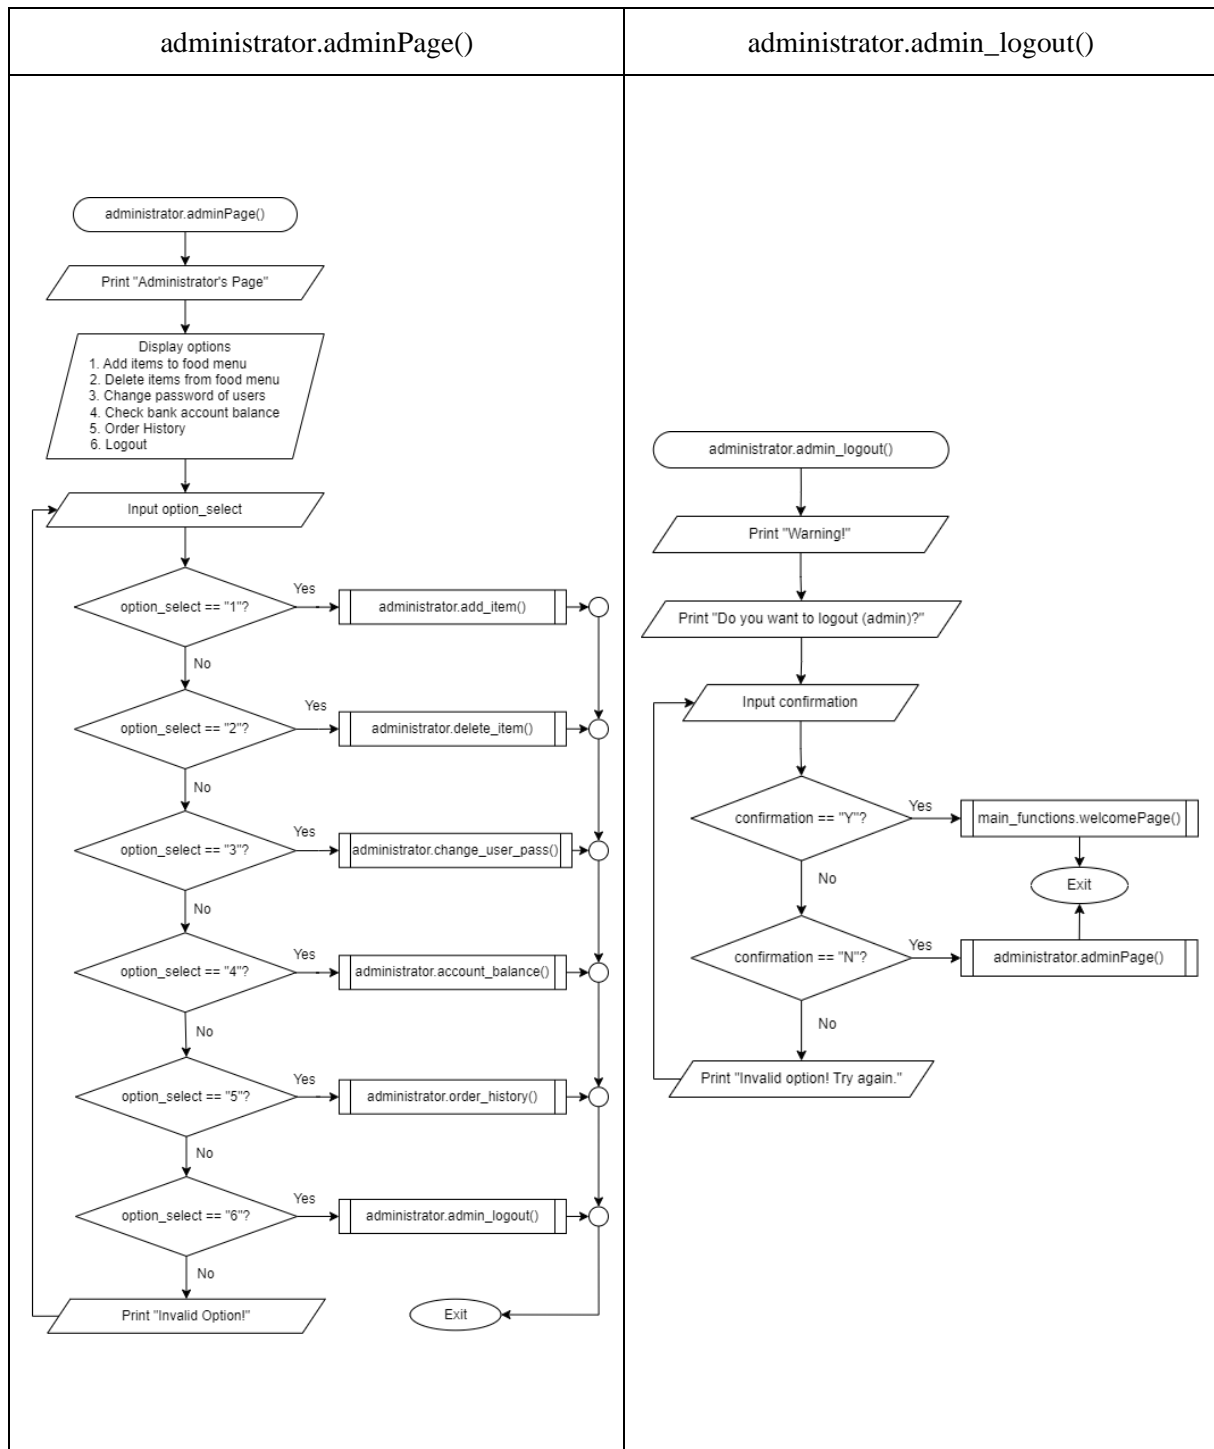 administrator.adminPage()
administrator.adminPage()
Print "Administrator's Page"
Display options
1. Add items to food menu
2. Delete items from food menu
3. Change password of users
4. Check bank account balance
5. Order History
6. Logout
Input option_select
option_select == "1"?
Yes
administrator.add_item()
No
option_select == "2"?
Yes
administrator.delete_item()
No
option_select == "3"?
Yes
administrator.change_user_pass()
No
option_select == "4"?
Yes
administrator.account_balance()
No
option_select == "5"?
Yes
administrator.order_history()
No
option_select == "6"?
Yes
administrator.admin_logout()
No
Print "Invalid Option!"
Exit
administrator.admin_logout()
administrator.admin_logout()
Print "Warning!"
Print "Do you want to logout (admin)?"
Input confirmation
confirmation == "Y"?
Yes
main_functions.welcomePage()
No
Exit
confirmation == "N"?
Yes
administrator.adminPage()
No
Print "Invalid option! Try again."